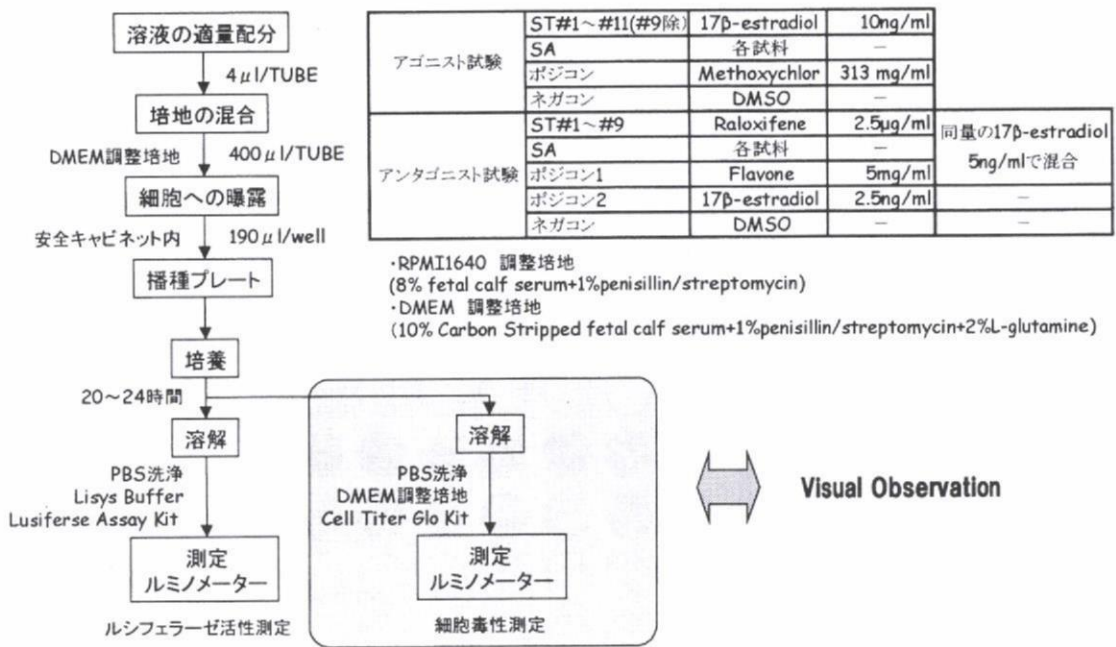 溶液の適量配分
4μl/TUBE
培地の混合
DMEM調整培地 400μl/TUBE
細胞への曝露
安全キャビネット内 190μl/well
播種プレート
培養
20～24時間
溶解
PBS洗浄
Lisys Buffer
Lusiferse Assay Kit
測定
ルミノメーター
ルシフェラーゼ活性測定
溶解
PBS洗浄
DMEM調整培地
Cell Titer Glo Kit
測定
ルミノメーター
細胞毒性測定
Visual Observation
アゴニスト試験
ST#1～#11(#9除) 17β-estradiol 10ng/ml
SA 各試料 －
ポジコン Methoxychlor 313 mg/ml
ネガコン DMSO －
アンタゴニスト試験
ST#1～#9 Raloxifene 2.5μg/ml
SA 各試料 －
ポジコン1 Flavone 5mg/ml
同量の17β-estradiol
5ng/mlで混合
ポジコン2 17β-estradiol 2.5ng/ml －
ネガコン DMSO － －
・RPMI1640 調整培地
(8% fetal calf serum+1%penisillin/streptomycin)
・DMEM 調整培地
(10% Carbon Stripped fetal calf serum+1%penisillin/streptomycin+2%L-glutamine)